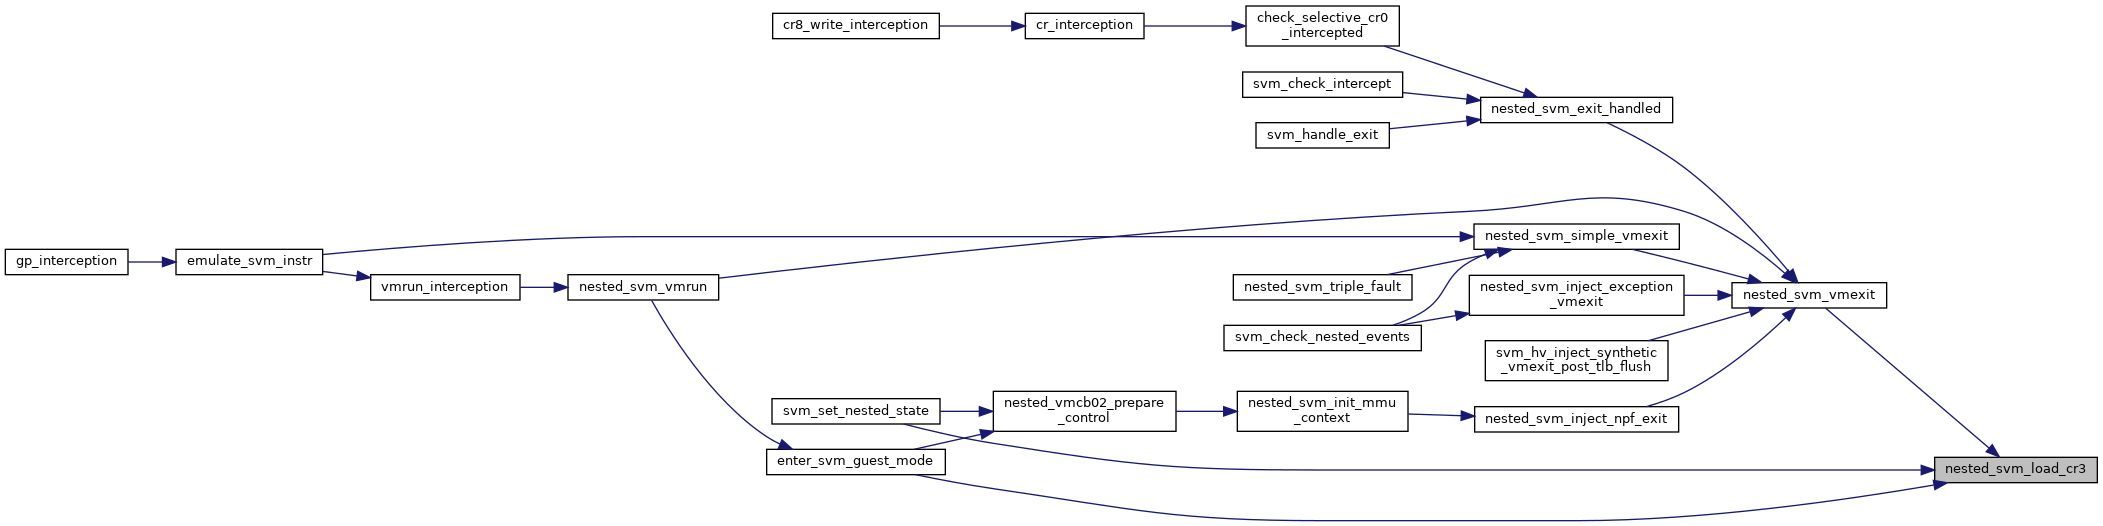 cr8_write_interception
cr_interception
check_selective_cr0
_intercepted
svm_check_intercept
nested_svm_exit_handled
svm_handle_exit
nested_svm_simple_vmexit
gp_interception
emulate_svm_instr
vmrun_interception
nested_svm_vmrun
nested_svm_triple_fault
nested_svm_inject_exception
_vmexit
nested_svm_vmexit
svm_check_nested_events
svm_hv_inject_synthetic
_vmexit_post_tlb_flush
svm_set_nested_state
nested_vmcb02_prepare
_control
nested_svm_init_mmu
_context
nested_svm_inject_npf_exit
enter_svm_guest_mode
nested_svm_load_cr3